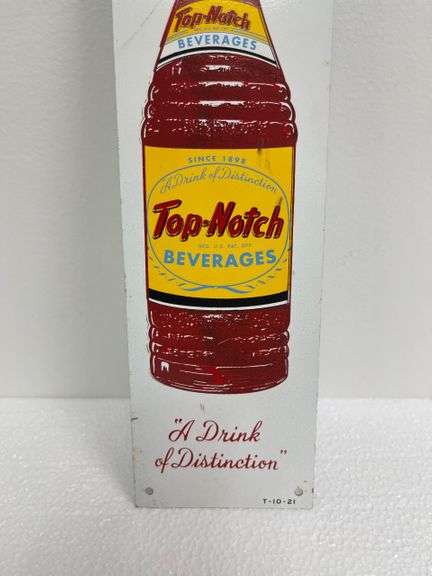 Top-Notch
BEVERAGES
SINCE 1898
A Drink of Distinction
Top-Notch
REG. U.S. PAT. OFF.
BEVERAGES
"A Drink
of Distinction"
T-10-21